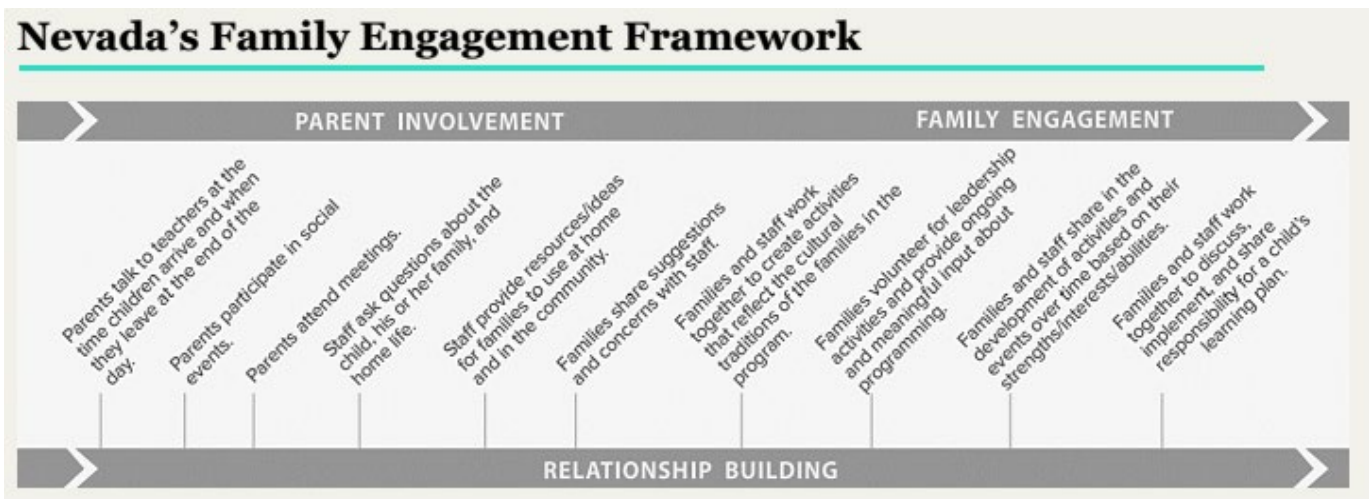 Nevada’s Family Engagement Framework
PARENT INVOLVEMENT
FAMILY ENGAGEMENT
Parents talk to teachers at the
time children arrive and when
they leave at the end of the
day.
Parents participate in social
events.
Parents attend meetings.
Staff ask questions about the
child, his or her family, and
home life.
Staff provide resources/ideas
for families to use at home
and in the community.
Families share suggestions
and concerns with staff.
Families and staff work
together to create activities
that reflect the cultural
traditions of the families in the
program.
Families volunteer for leadership
activities and provide ongoing
and meaningful input about
programming.
Families and staff share in the
development of activities and
events over time based on their
strengths/interests/abilities.
Families and staff work
together to discuss,
implement, and share
responsibility for a child’s
learning plan.
RELATIONSHIP BUILDING